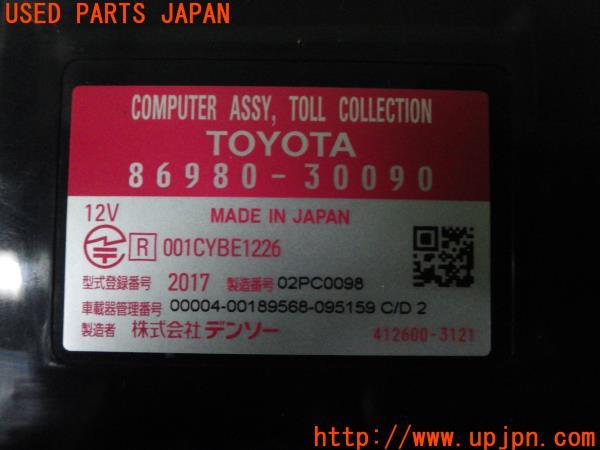 USED PARTS JAPAN
COMPUTER ASSY, TOLL COLLECTION
TOYOTA
86980-30090
12V MADE IN JAPAN
R 001CYBE1226
型式登録番号 2017 製造番号 02PC0098
車載器管理番号 00004-00189568-095159 C/D 2
製造者 株式会社 デンソー 412600-3121
http://www.upjpn.com/